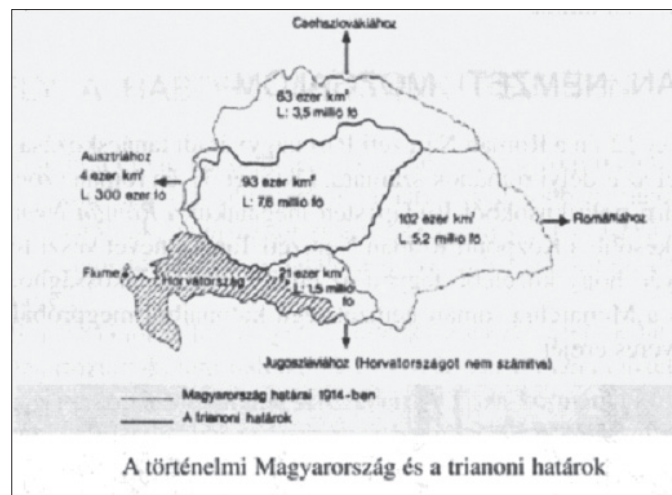 Csehszlovákiához
63 ezer km²
L: 3,5 millió fő
Ausztriához
4 ezer km²
L: 300 ezer fő
93 ezer km²
L: 7,6 millió fő
102 ezer km²
L: 5,2 millió fő
Romániához
Fiume
Horvátország
21 ezer km²
L: 1,5 millió
fő
Jugoszláviához (Horvátországot nem számítva)
Magyarország határai 1914-ben
A trianoni határok
A történelmi Magyarország és a trianoni határok